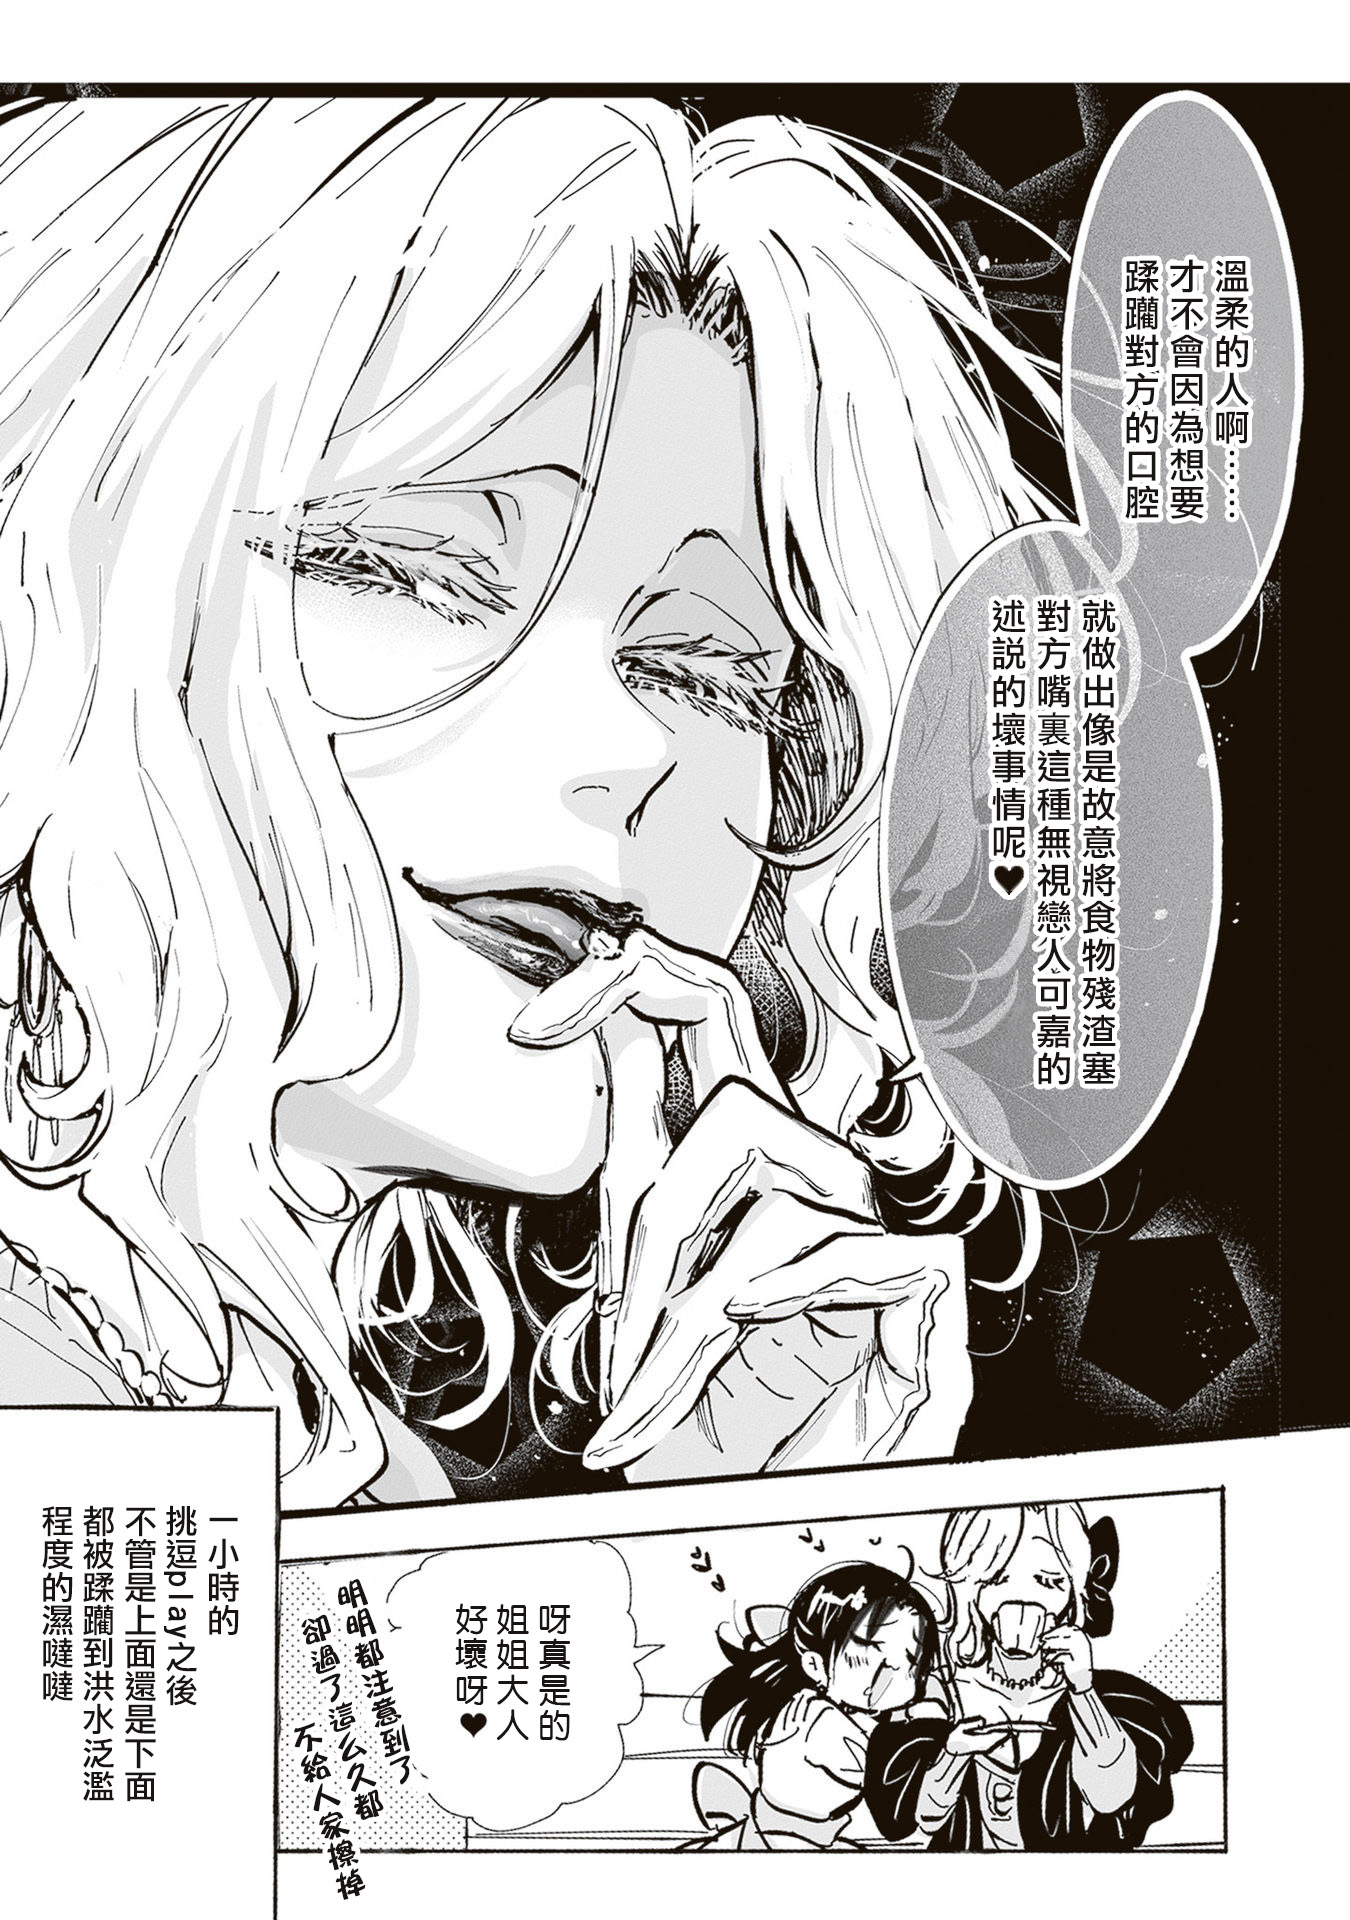 溫柔的人啊……
才不會因為想要
蹂躪對方的口腔
就做出像是故意將食物殘渣塞
對方嘴裏這種無視戀人可嘉的
述説的壞事情呢♥
呀真是的
姐姐大人
好壞呀♥
明明都注意到了
卻過了這么久都
不給人家擦掉
一小時的
挑逗play之後
不管是上面還是下面
都被蹂躪到洪水泛濫
程度的濕噠噠